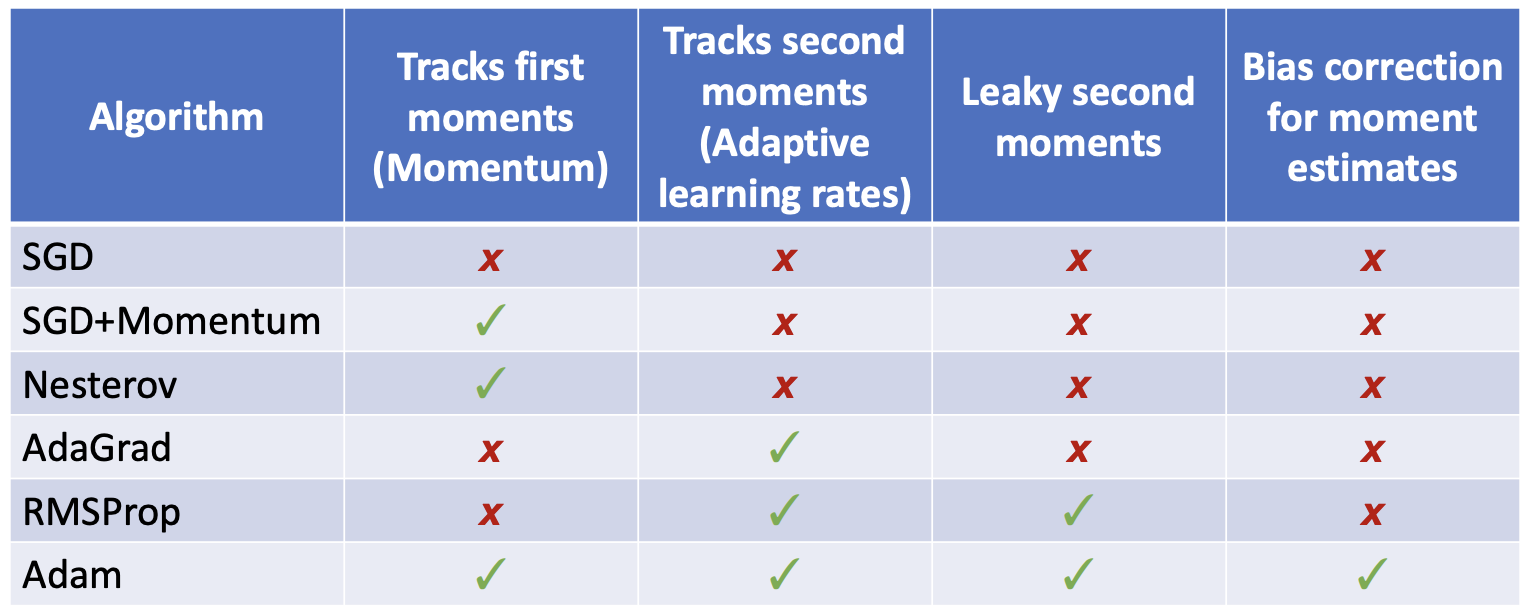 Algorithm
Tracks first
moments
(Momentum)
Tracks second
moments
(Adaptive
learning rates)
Leaky second
moments
Bias correction
for moment
estimates
SGD x x x x
SGD+Momentum ✓ x x x
Nesterov ✓ x x x
AdaGrad x ✓ x x
RMSProp x ✓ ✓ x
Adam ✓ ✓ ✓ ✓